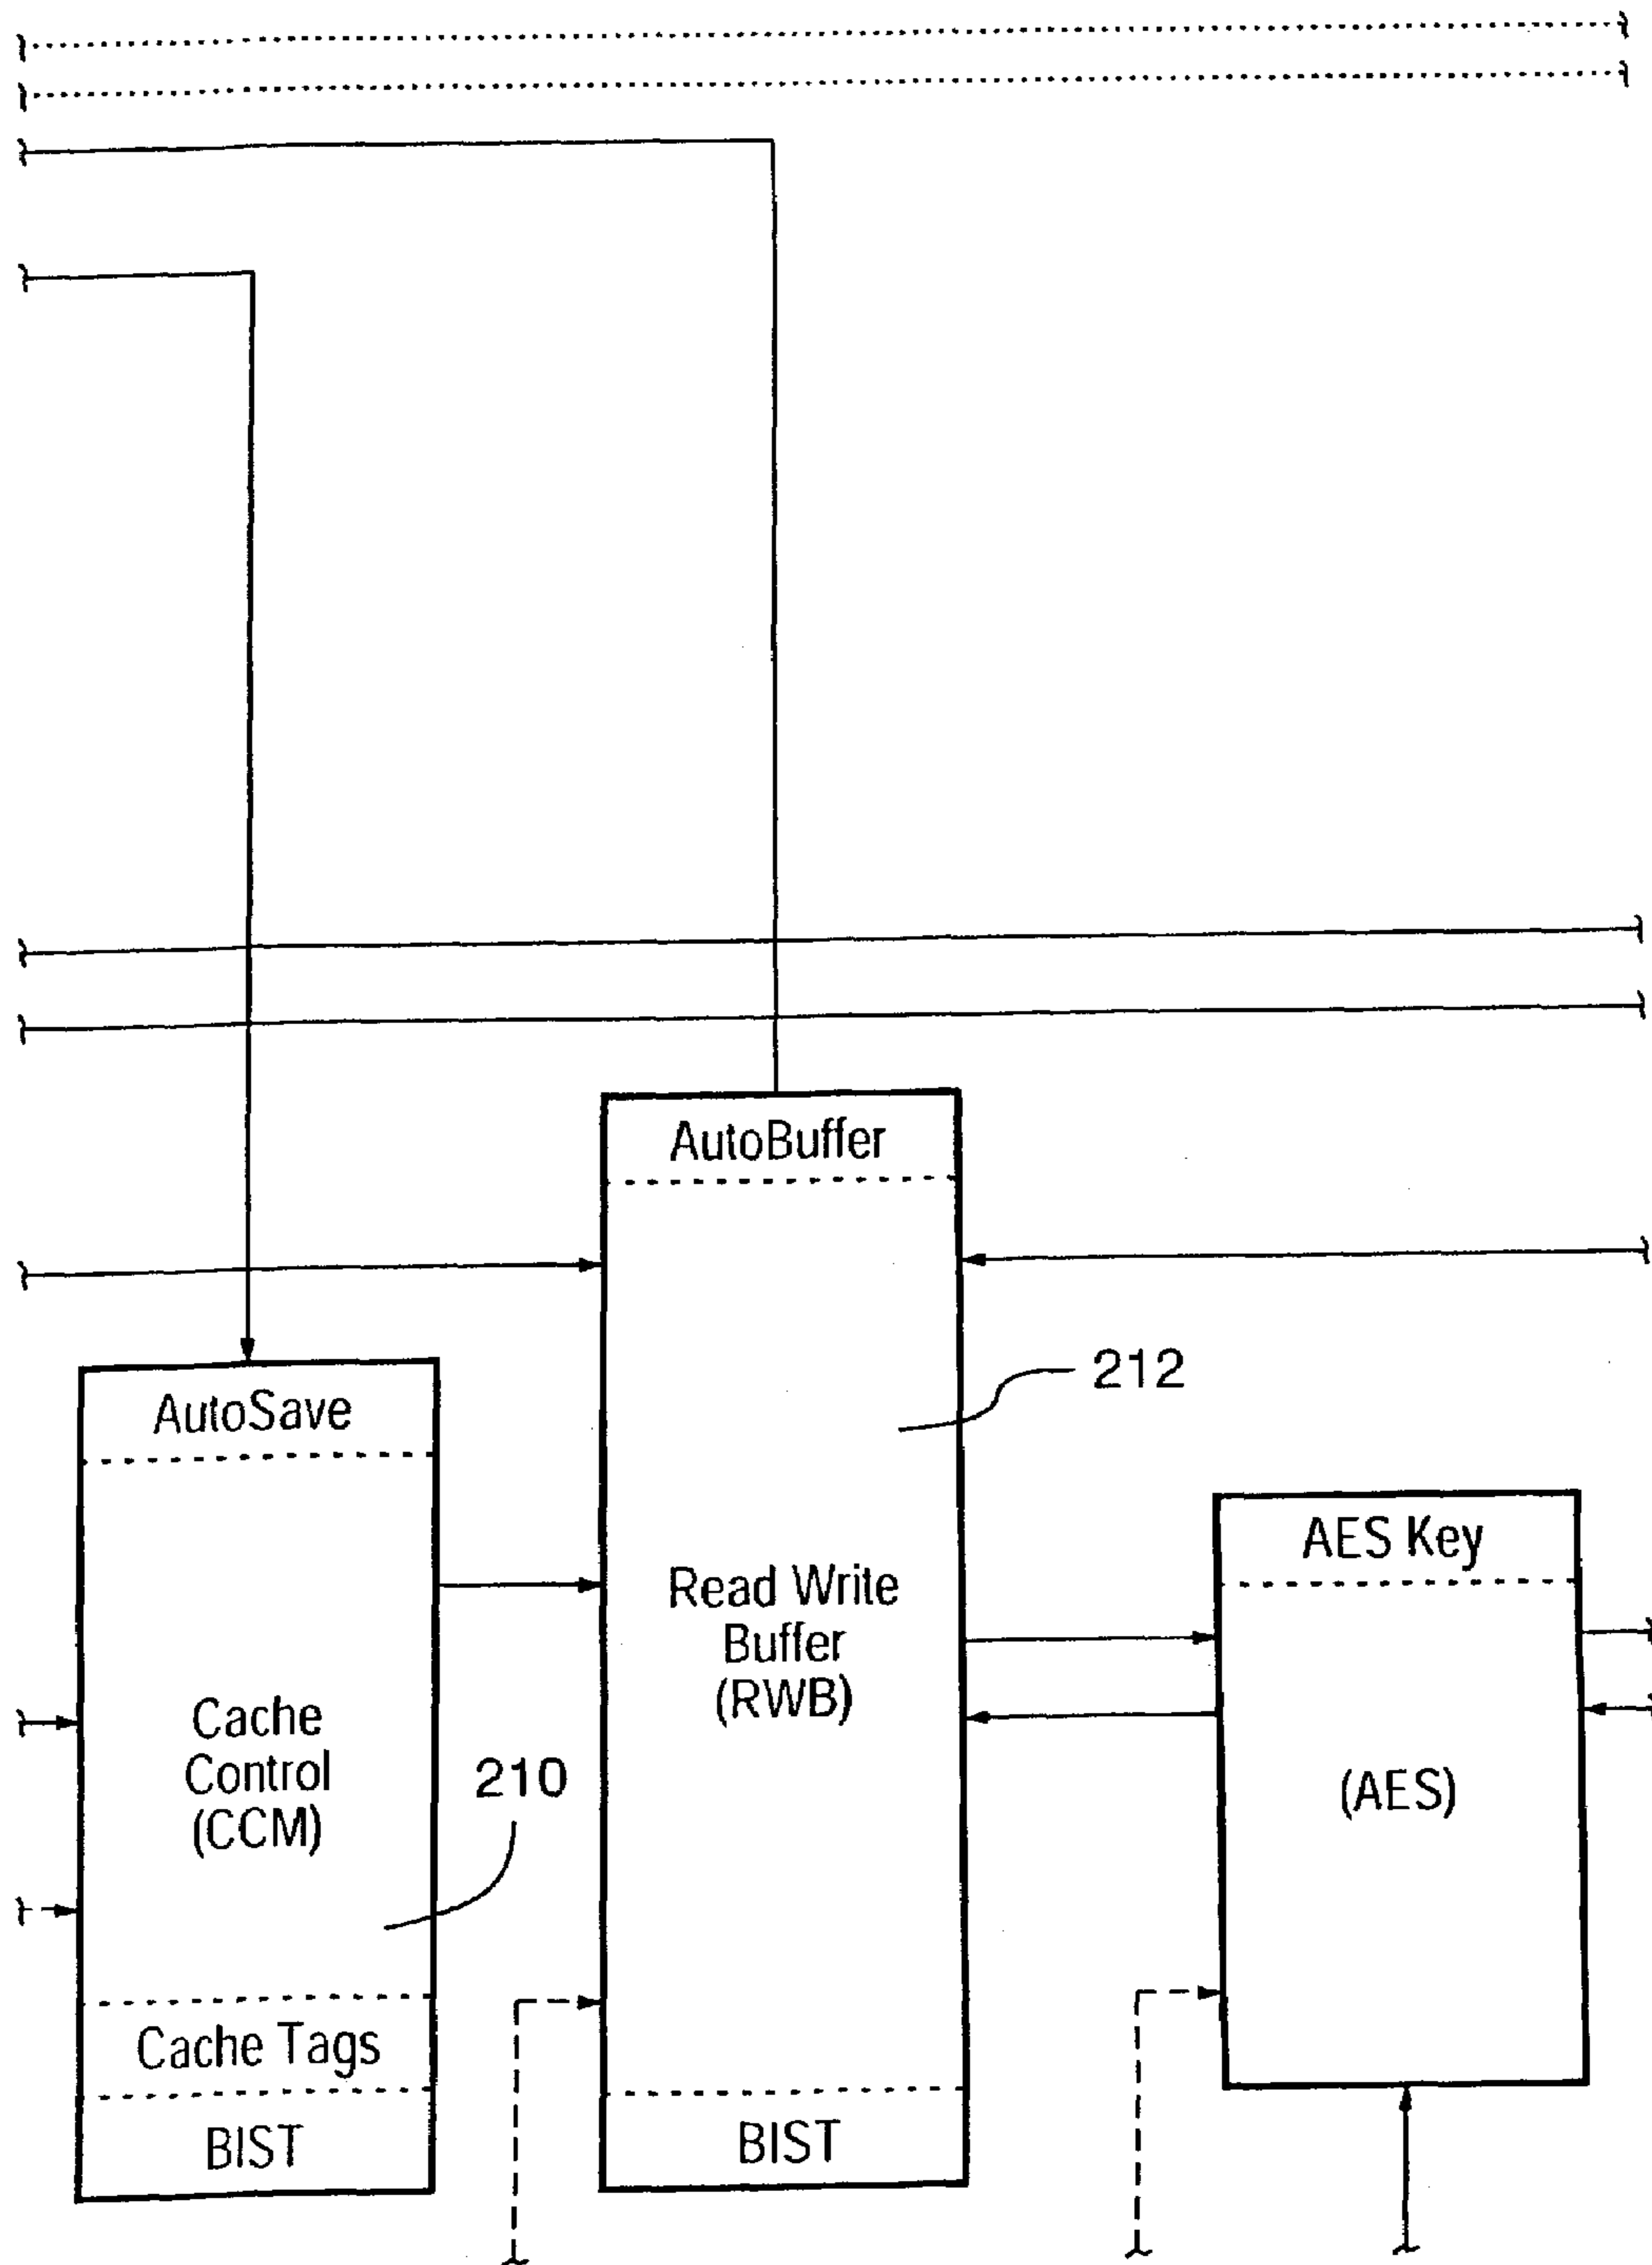 AutoBuffer
212
AutoSave
AES Key
Read Write
Buffer
(RWB)
Cache
Control
(CCM)
210
(AES)
Cache Tags
BIST
BIST